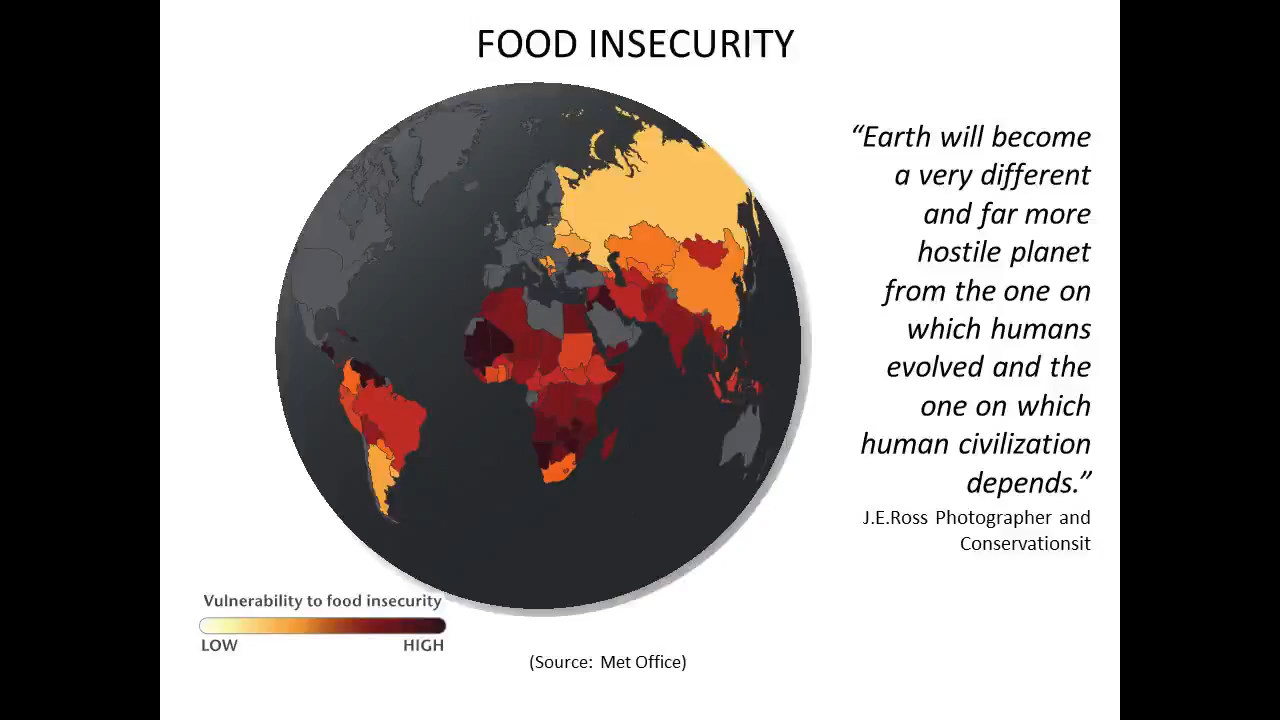 FOOD INSECURITY
“Earth will become
a very different
and far more
hostile planet
from the one on
which humans
evolved and the
one on which
human civilization
depends.”
J.E.Ross Photographer and
Conservationsit
Vulnerability to food insecurity
LOW HIGH
(Source: Met Office)